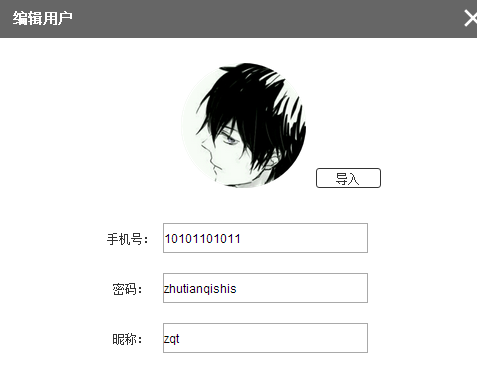 编辑用户
导入
手机号： 10101101011
密码： zhutianqishis
昵称： zqt